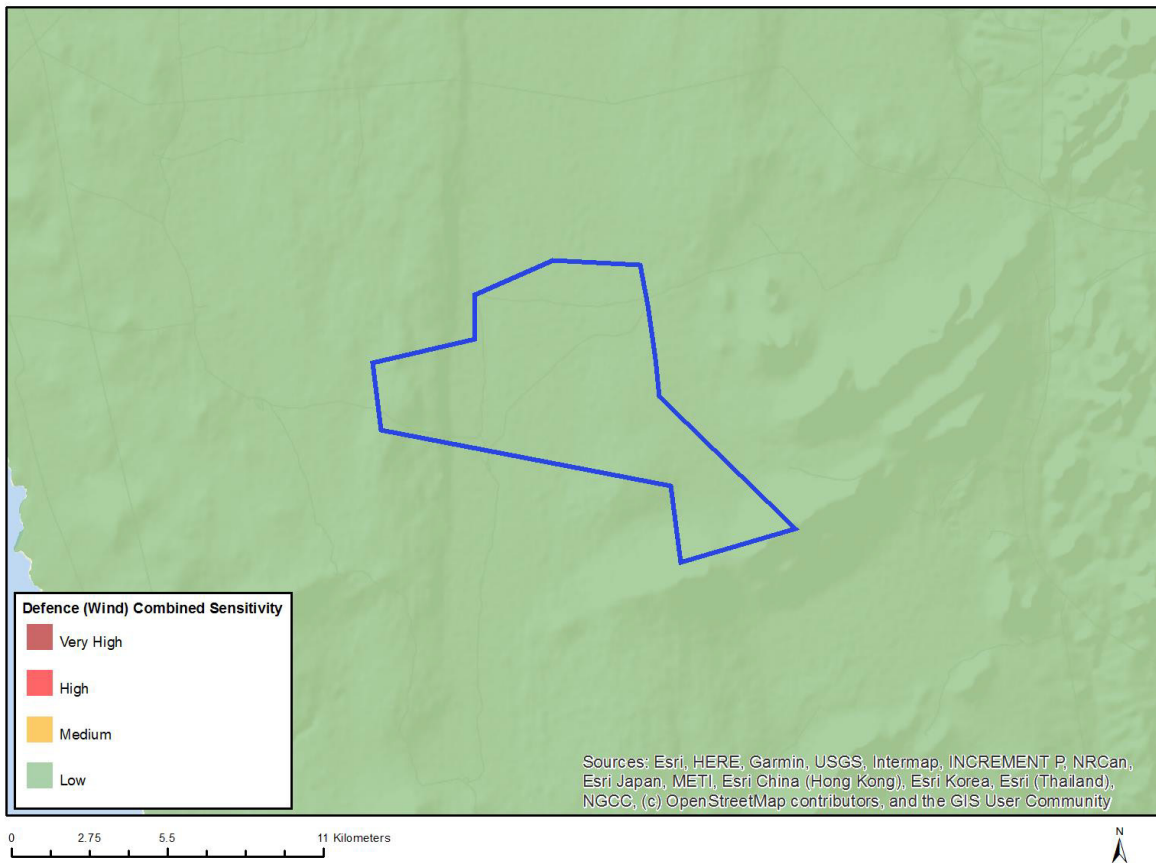 Defence (Wind) Combined Sensitivity
Very High
High
Medium
Low
Sources: Esri, HERE, Garmin, USGS, Intermap, INCREMENT P, NRCan,
Esri Japan, METI, Esri China (Hong Kong), Esri Korea, Esri (Thailand),
NGCC, (c) OpenStreetMap contributors, and the GIS User Community
0 2.75 5.5 11 Kilometers
N